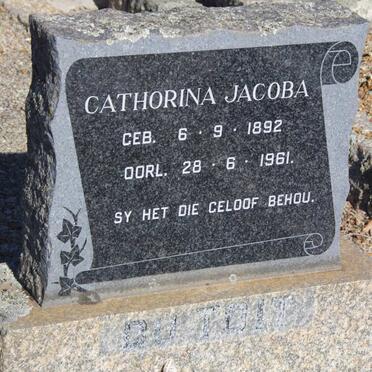 CATHORINA JACOBA
GEB. 6 · 9 · 1892
OORL. 28 · 6 · 1961.
SY HET DIE GELOOF BEHOU.
DU TOIT